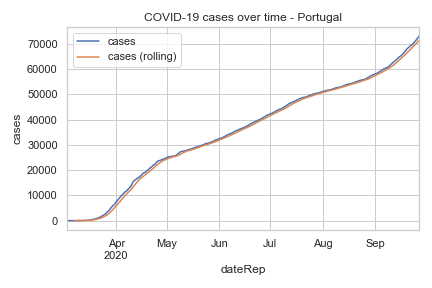 COVID-19 cases over time - Portugal
cases
cases (rolling)
70000
60000
50000
40000
30000
20000
10000
0
cases
Apr
2020
May
Jun
Jul
Aug
Sep
dateRep